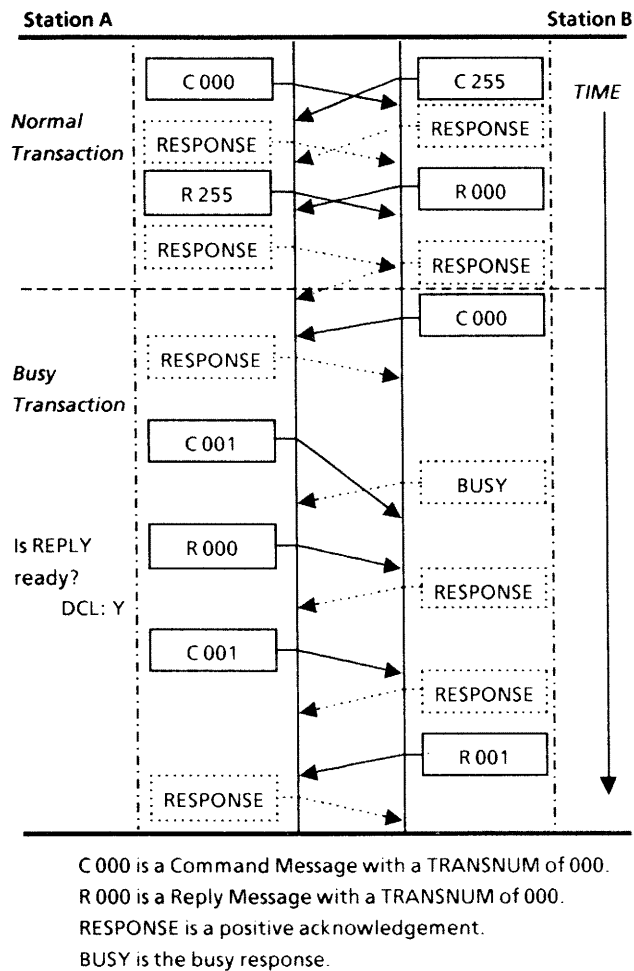 Station A
Station B
C 000
C 255
TIME
Normal
Transaction
RESPONSE
RESPONSE
R 255
R 000
RESPONSE
RESPONSE
C 000
RESPONSE
Busy
Transaction
C 001
BUSY
Is REPLY
ready?
DCL: Y
R 000
RESPONSE
C 001
RESPONSE
R 001
RESPONSE
C 000 is a Command Message with a TRANSNUM of 000.
R 000 is a Reply Message with a TRANSNUM of 000.
RESPONSE is a positive acknowledgement.
BUSY is the busy response.